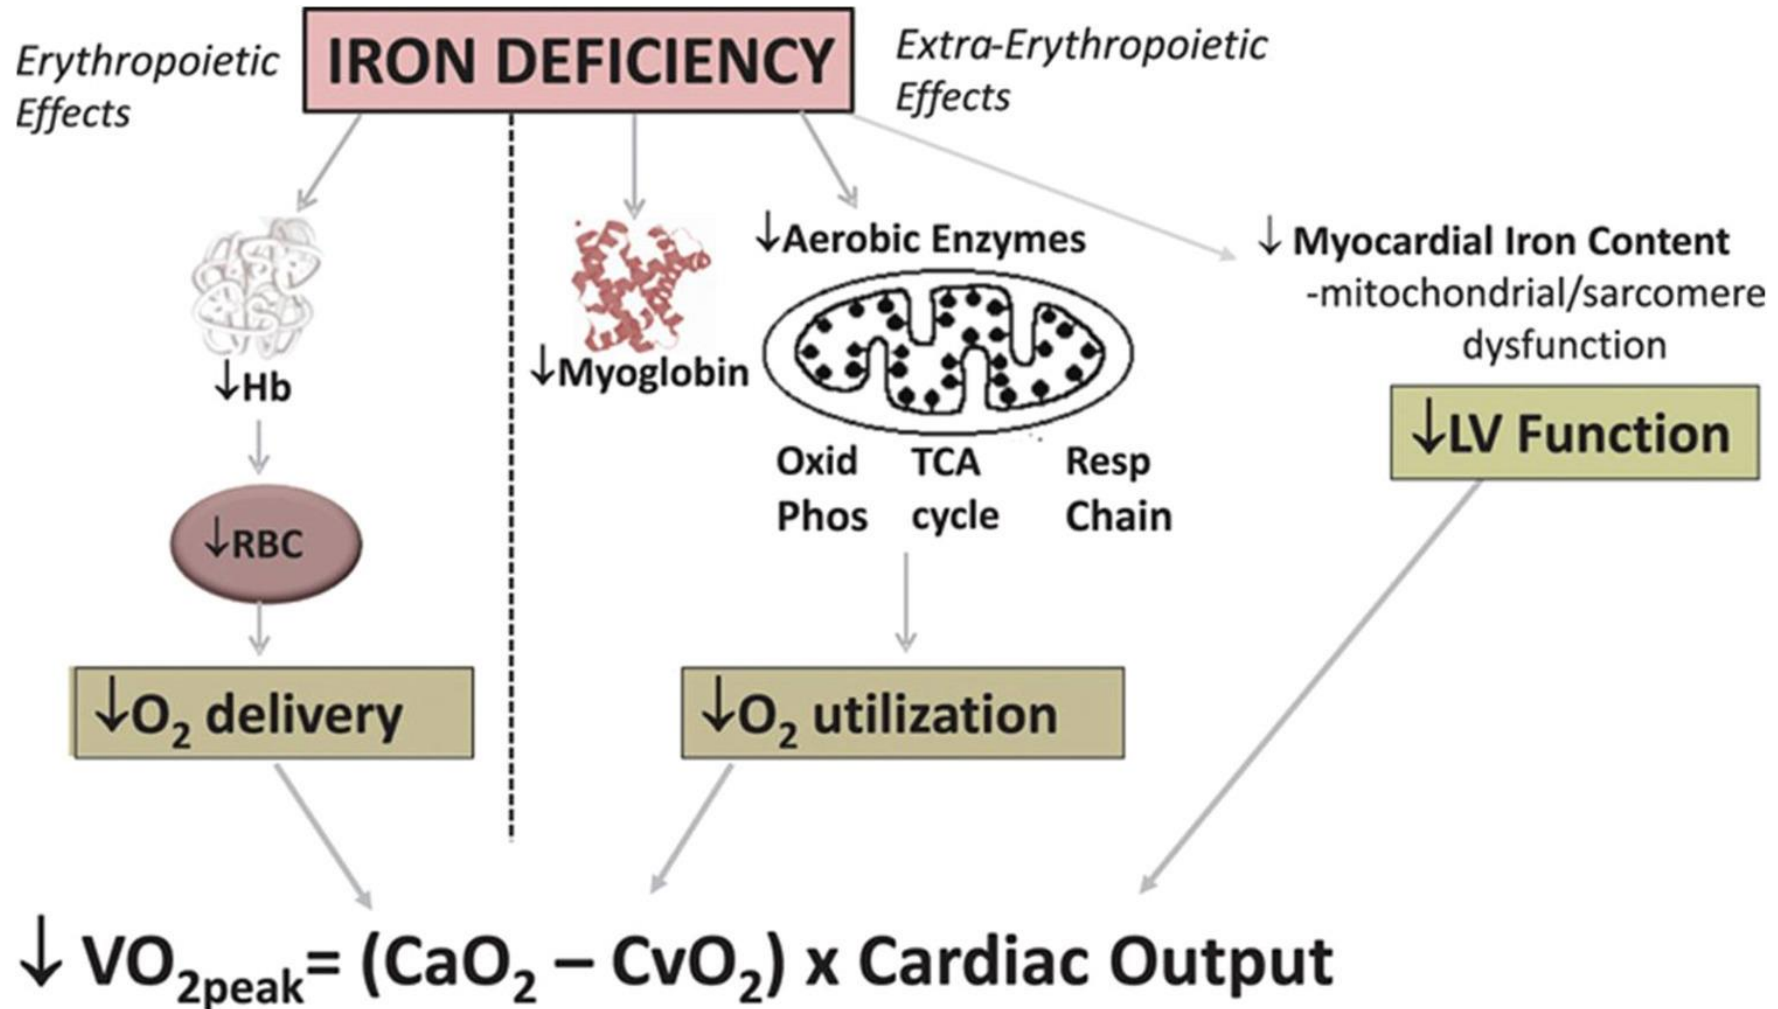 Erythropoietic
Effects
IRON DEFICIENCY
Extra-Erythropoietic
Effects
↓Hb
↓RBC
↓O₂ delivery
↓Myoglobin
↓Aerobic Enzymes
Oxid Phos
TCA cycle
Resp Chain
↓O₂ utilization
↓ Myocardial Iron Content
-mitochondrial/sarcomere
dysfunction
↓LV Function
↓ VO₂peak= (CaO₂ – CvO₂) x Cardiac Output